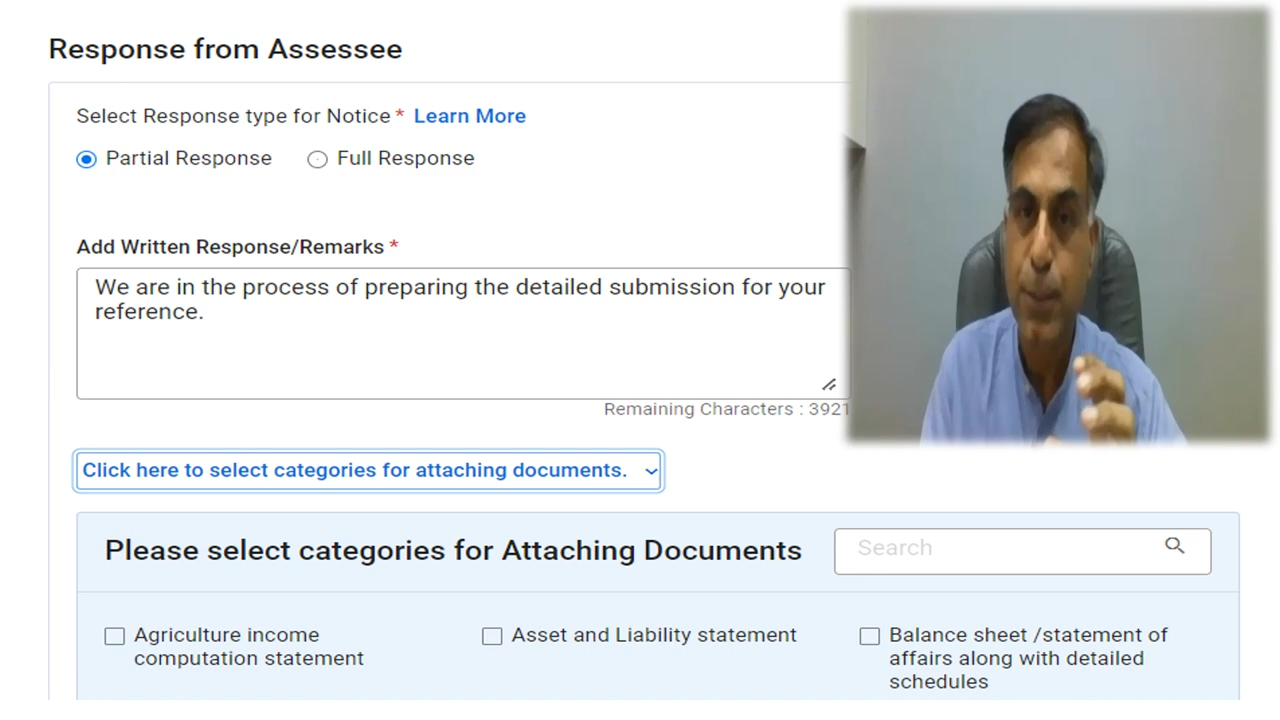 Response from Assessee
Select Response type for Notice * Learn More
Partial Response Full Response
Add Written Response/Remarks *
We are in the process of preparing the detailed submission for your
reference.
Remaining Characters : 3921
Click here to select categories for attaching documents.
Please select categories for Attaching Documents
Search
Agriculture income
computation statement
Asset and Liability statement
Balance sheet /statement of
affairs along with detailed
schedules